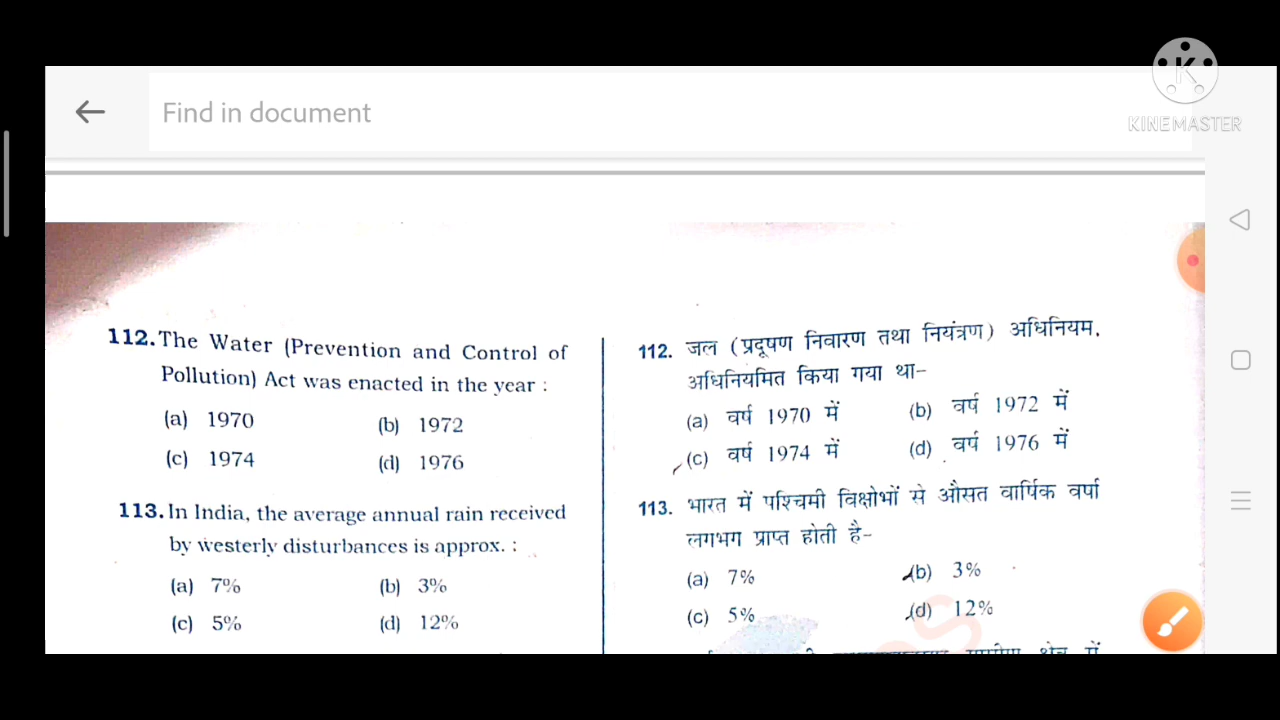 Find in document
KINEMASTER
112. The Water (Prevention and Control of
Pollution) Act was enacted in the year :
(a) 1970 (b) 1972
(c) 1974 (d) 1976
113. In India, the average annual rain received
by westerly disturbances is approx. :
(a) 7% (b) 3%
(c) 5% (d) 12%
112. जल (प्रदूषण निवारण तथा नियंत्रण) अधिनियम,
अधिनियमित किया गया था-
(a) वर्ष 1970 में (b) वर्ष 1972 में
(c) वर्ष 1974 में (d) वर्ष 1976 में
113. भारत में पश्चिमी विक्षोभों से औसत वार्षिक वर्षा
लगभग प्राप्त होती है-
(a) 7% (b) 3%
(c) 5% (d) 12%